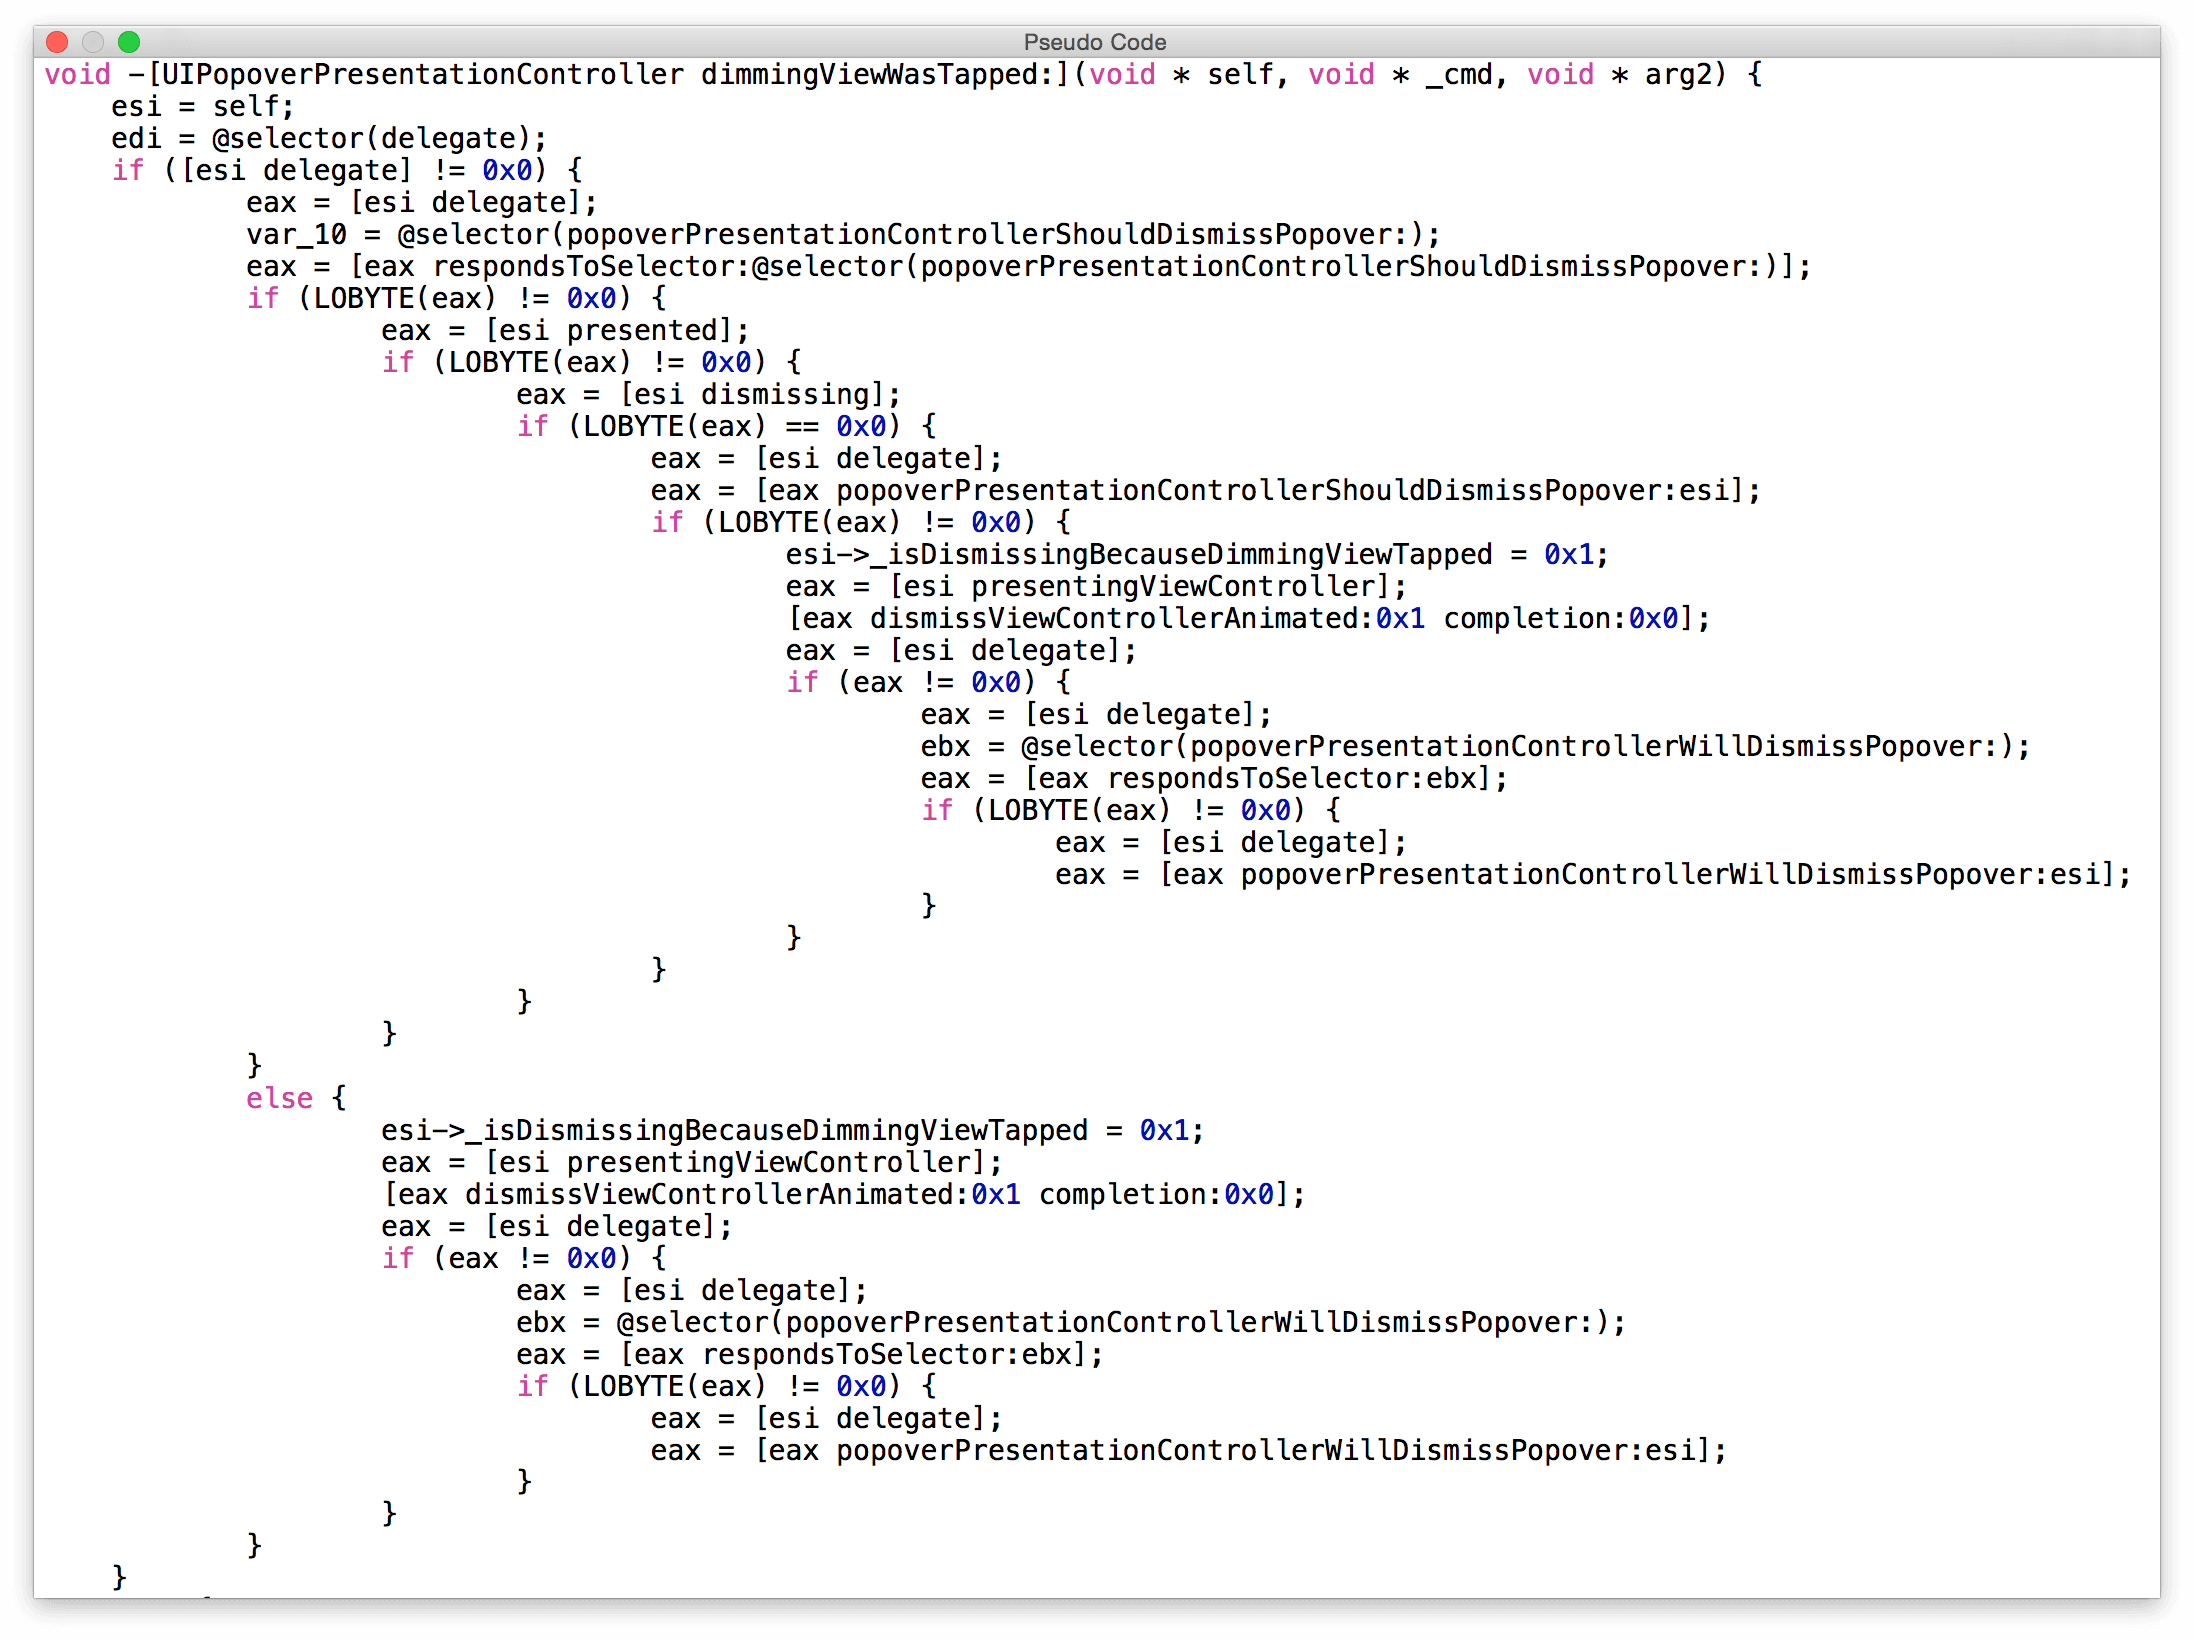 Pseudo Code
void -[UIPopoverPresentationController dimmingViewWasTapped:](void * self, void * _cmd, void * arg2) {
    esi = self;
    edi = @selector(delegate);
    if ([esi delegate] != 0x0) {
            eax = [esi delegate];
            var_10 = @selector(popoverPresentationControllerShouldDismissPopover:);
            eax = [eax respondsToSelector:@selector(popoverPresentationControllerShouldDismissPopover:)];
            if (LOBYTE(eax) != 0x0) {
                    eax = [esi presented];
                    if (LOBYTE(eax) != 0x0) {
                            eax = [esi dismissing];
                            if (LOBYTE(eax) == 0x0) {
                                    eax = [esi delegate];
                                    eax = [eax popoverPresentationControllerShouldDismissPopover:esi];
                                    if (LOBYTE(eax) != 0x0) {
                                            esi->_isDismissingBecauseDimmingViewTapped = 0x1;
                                            eax = [esi presentingViewController];
                                            [eax dismissViewControllerAnimated:0x1 completion:0x0];
                                            eax = [esi delegate];
                                            if (eax != 0x0) {
                                                    eax = [esi delegate];
                                                    ebx = @selector(popoverPresentationControllerWillDismissPopover:);
                                                    eax = [eax respondsToSelector:ebx];
                                                    if (LOBYTE(eax) != 0x0) {
                                                            eax = [esi delegate];
                                                            eax = [eax popoverPresentationControllerWillDismissPopover:esi];
                                                    }
                                            }
                                    }
                            }
                    }
            }
            else {
                    esi->_isDismissingBecauseDimmingViewTapped = 0x1;
                    eax = [esi presentingViewController];
                    [eax dismissViewControllerAnimated:0x1 completion:0x0];
                    eax = [esi delegate];
                    if (eax != 0x0) {
                            eax = [esi delegate];
                            ebx = @selector(popoverPresentationControllerWillDismissPopover:);
                            eax = [eax respondsToSelector:ebx];
                            if (LOBYTE(eax) != 0x0) {
                                    eax = [esi delegate];
                                    eax = [eax popoverPresentationControllerWillDismissPopover:esi];
                            }
                    }
            }
    }